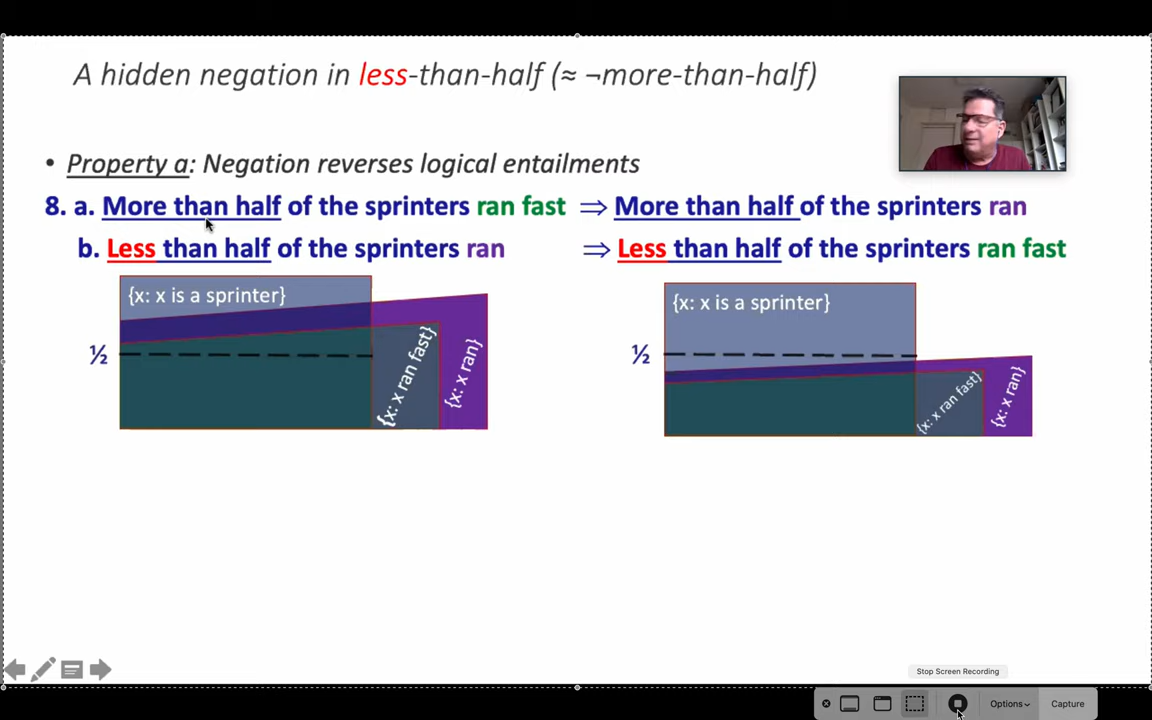 A hidden negation in less-than-half (≈ ¬more-than-half)
• Property a: Negation reverses logical entailments
8. a. More than half of the sprinters ran fast ⇒ More than half of the sprinters ran
b. Less than half of the sprinters ran ⇒ Less than half of the sprinters ran fast
{x: x is a sprinter}
½
{x: x ran fast}
{x: x ran}
{x: x is a sprinter}
½
{x: x ran fast}
{x: x ran}
Stop Screen Recording
Options
Capture